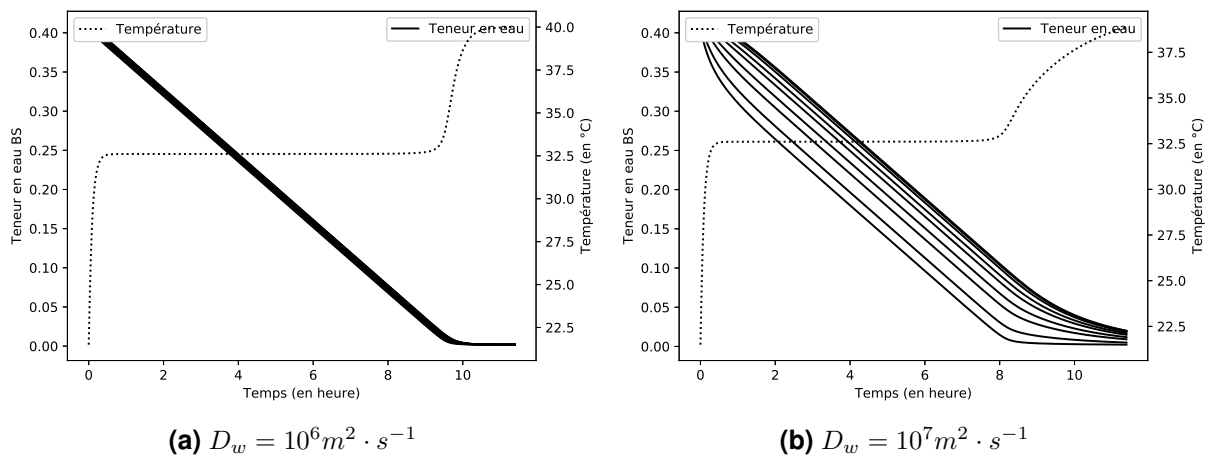 Température
Teneur en eau
0.40
0.35
0.30
0.25
0.20
0.15
0.10
0.05
0.00
Teneur en eau BS
40.0
37.5
35.0
32.5
30.0
27.5
25.0
22.5
Température (en °C)
0 2 4 6 8 10
Temps (en heure)
(a) $D_w = 10^6 m^2 \cdot s^{-1}$
Température
Teneur en eau
0.40
0.35
0.30
0.25
0.20
0.15
0.10
0.05
0.00
Teneur en eau BS
37.5
35.0
32.5
30.0
27.5
25.0
22.5
Température (en °C)
0 2 4 6 8 10
Temps (en heure)
(b) $D_w = 10^7 m^2 \cdot s^{-1}$